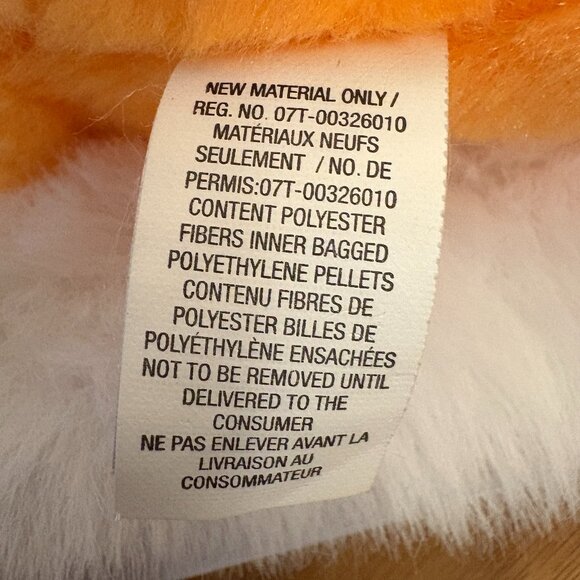 NEW MATERIAL ONLY /
REG. NO. 07T-00326010
MATÉRIAUX NEUFS
SEULEMENT / NO. DE
PERMIS:07T-00326010
CONTENT POLYESTER
FIBERS INNER BAGGED
POLYETHYLENE PELLETS
CONTENU FIBRES DE
POLYESTER BILLES DE
POLYÉTHYLÈNE ENSACHÉES
NOT TO BE REMOVED UNTIL
DELIVERED TO THE
CONSUMER
NE PAS ENLEVER AVANT LA
LIVRAISON AU
CONSOMMATEUR